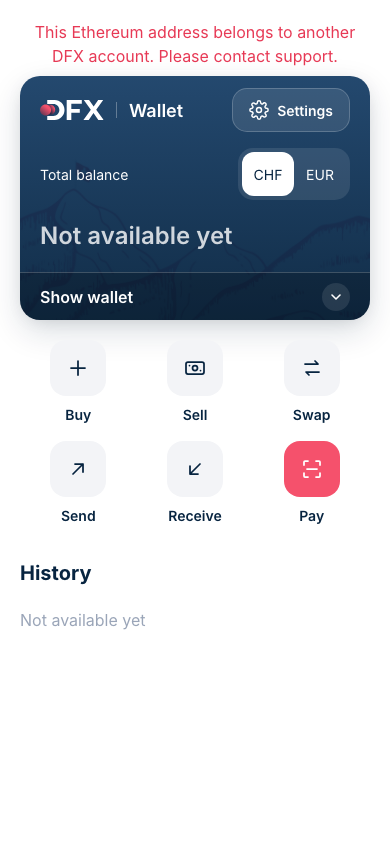 This Ethereum address belongs to another
DFX account. Please contact support.
DFX Wallet Settings
Total balance CHF EUR
Not available yet
Show wallet
Buy Sell Swap
Send Receive Pay
History
Not available yet